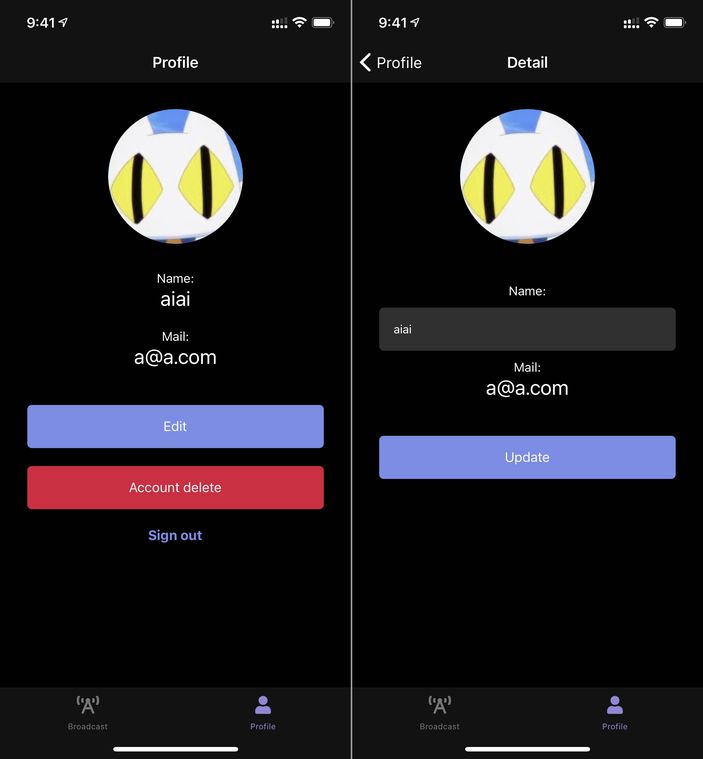 9:41
Profile
Name:
aiai
Mail:
a@a.com
Edit
Account delete
Sign out
Broadcast
Profile
9:41
Profile
Detail
Name:
aiai
Mail:
a@a.com
Update
Broadcast
Profile